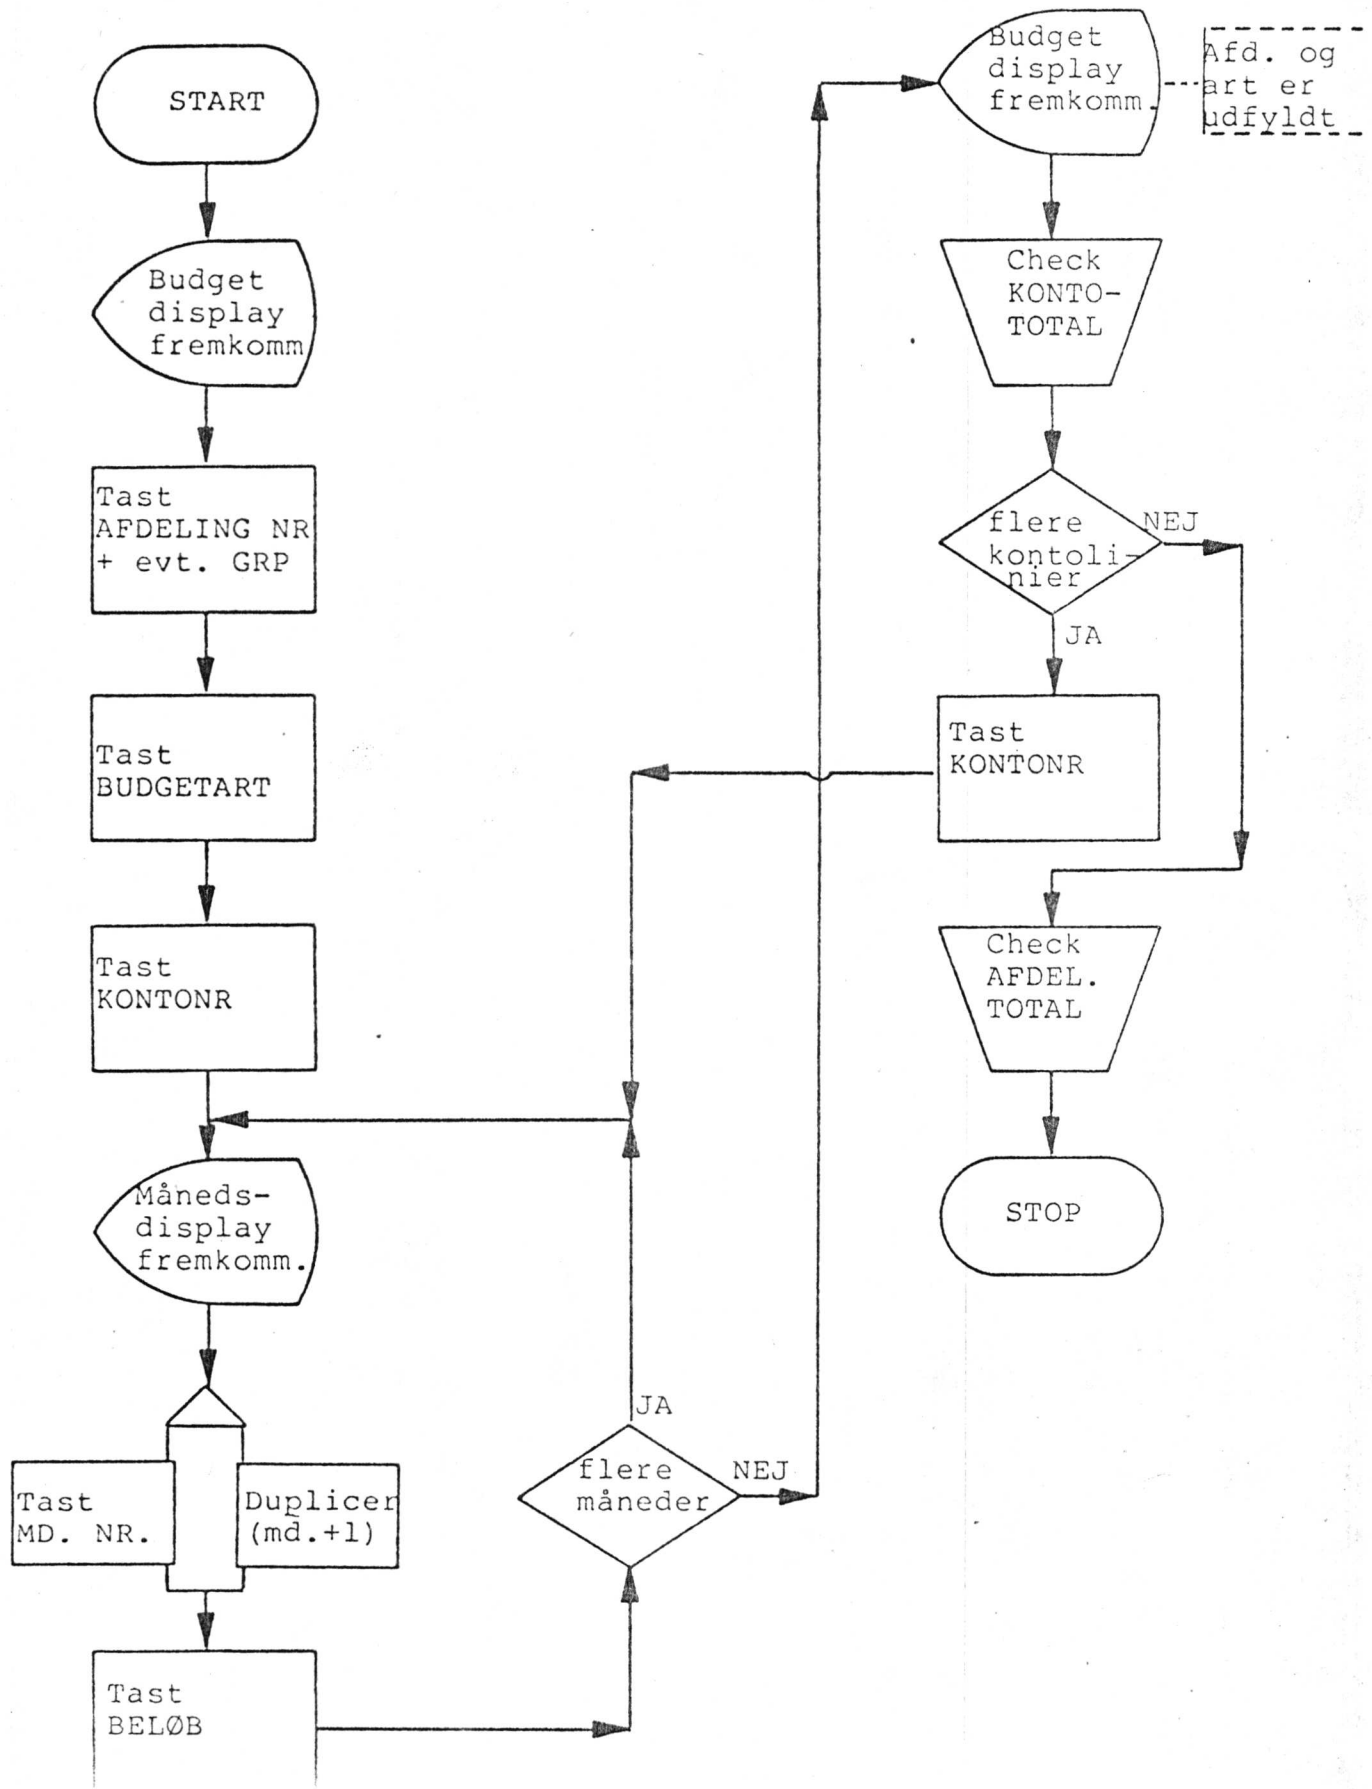 START
Budget
display
fremkomm
Tast
AFDELING NR
+ evt. GRP
Tast
BUDGETART
Tast
KONTONR
Måneds-
display
fremkomm.
Tast
MD. NR.
Duplicer
(md.+1)
Tast
BELØB
flere
måneder
JA
NEJ
Budget
display
fremkomm.
Afd. og
art er
udfyldt
Check
KONTO-
TOTAL
flere
kontoli-
nier
NEJ
JA
Tast
KONTONR
Check
AFDEL.
TOTAL
STOP